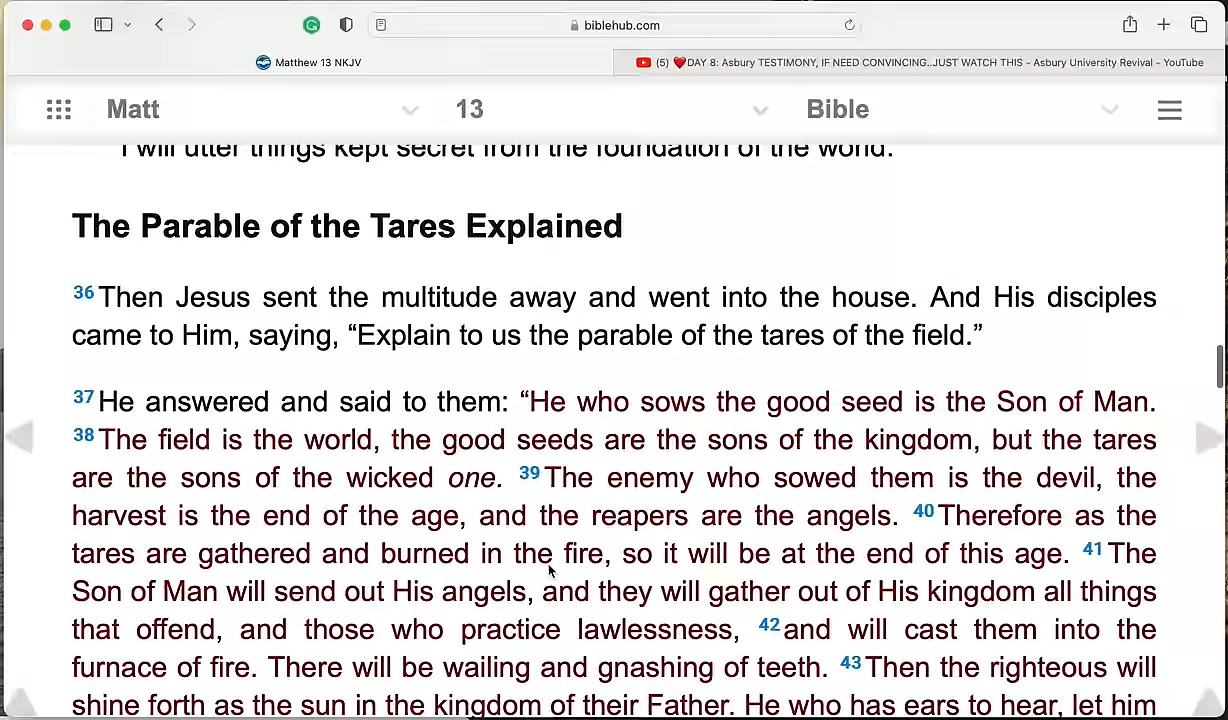 biblehub.com
Matthew 13 NKJV
(5) ❤️DAY 8: Asbury TESTIMONY, IF NEED CONVINCING..JUST WATCH THIS - Asbury University Revival - YouTube
Matt 13 Bible
I will utter things kept secret from the foundation of the world.
The Parable of the Tares Explained
36 Then Jesus sent the multitude away and went into the house. And His disciples
came to Him, saying, “Explain to us the parable of the tares of the field.”
37 He answered and said to them: “He who sows the good seed is the Son of Man.
38 The field is the world, the good seeds are the sons of the kingdom, but the tares
are the sons of the wicked one. 39 The enemy who sowed them is the devil, the
harvest is the end of the age, and the reapers are the angels. 40 Therefore as the
tares are gathered and burned in the fire, so it will be at the end of this age. 41 The
Son of Man will send out His angels, and they will gather out of His kingdom all things
that offend, and those who practice lawlessness, 42 and will cast them into the
furnace of fire. There will be wailing and gnashing of teeth. 43 Then the righteous will
shine forth as the sun in the kingdom of their Father. He who has ears to hear, let him